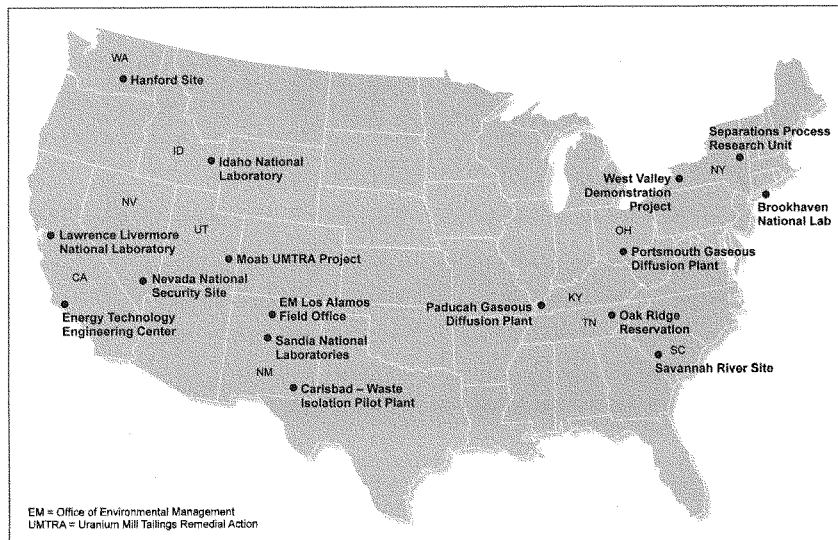 WA
Hanford Site
Separations Process
Research Unit
ID
Idaho National
Laboratory
NY
West Valley
Demonstration
Project
NV
Brookhaven
National Lab
Lawrence Livermore
National Laboratory
UT
OH
Moab UMTRA Project
Portsmouth Gaseous
Diffusion Plant
CA
Nevada National
Security Site
Energy Technology
Engineering Center
EM Los Alamos
Field Office
KY
Paducah Gaseous
Diffusion Plant
TN
Oak Ridge
Reservation
Sandia National
Laboratories
SC
Savannah River Site
NM
Carlsbad – Waste
Isolation Pilot Plant
EM = Office of Environmental Management
UMTRA = Uranium Mill Tailings Remedial Action